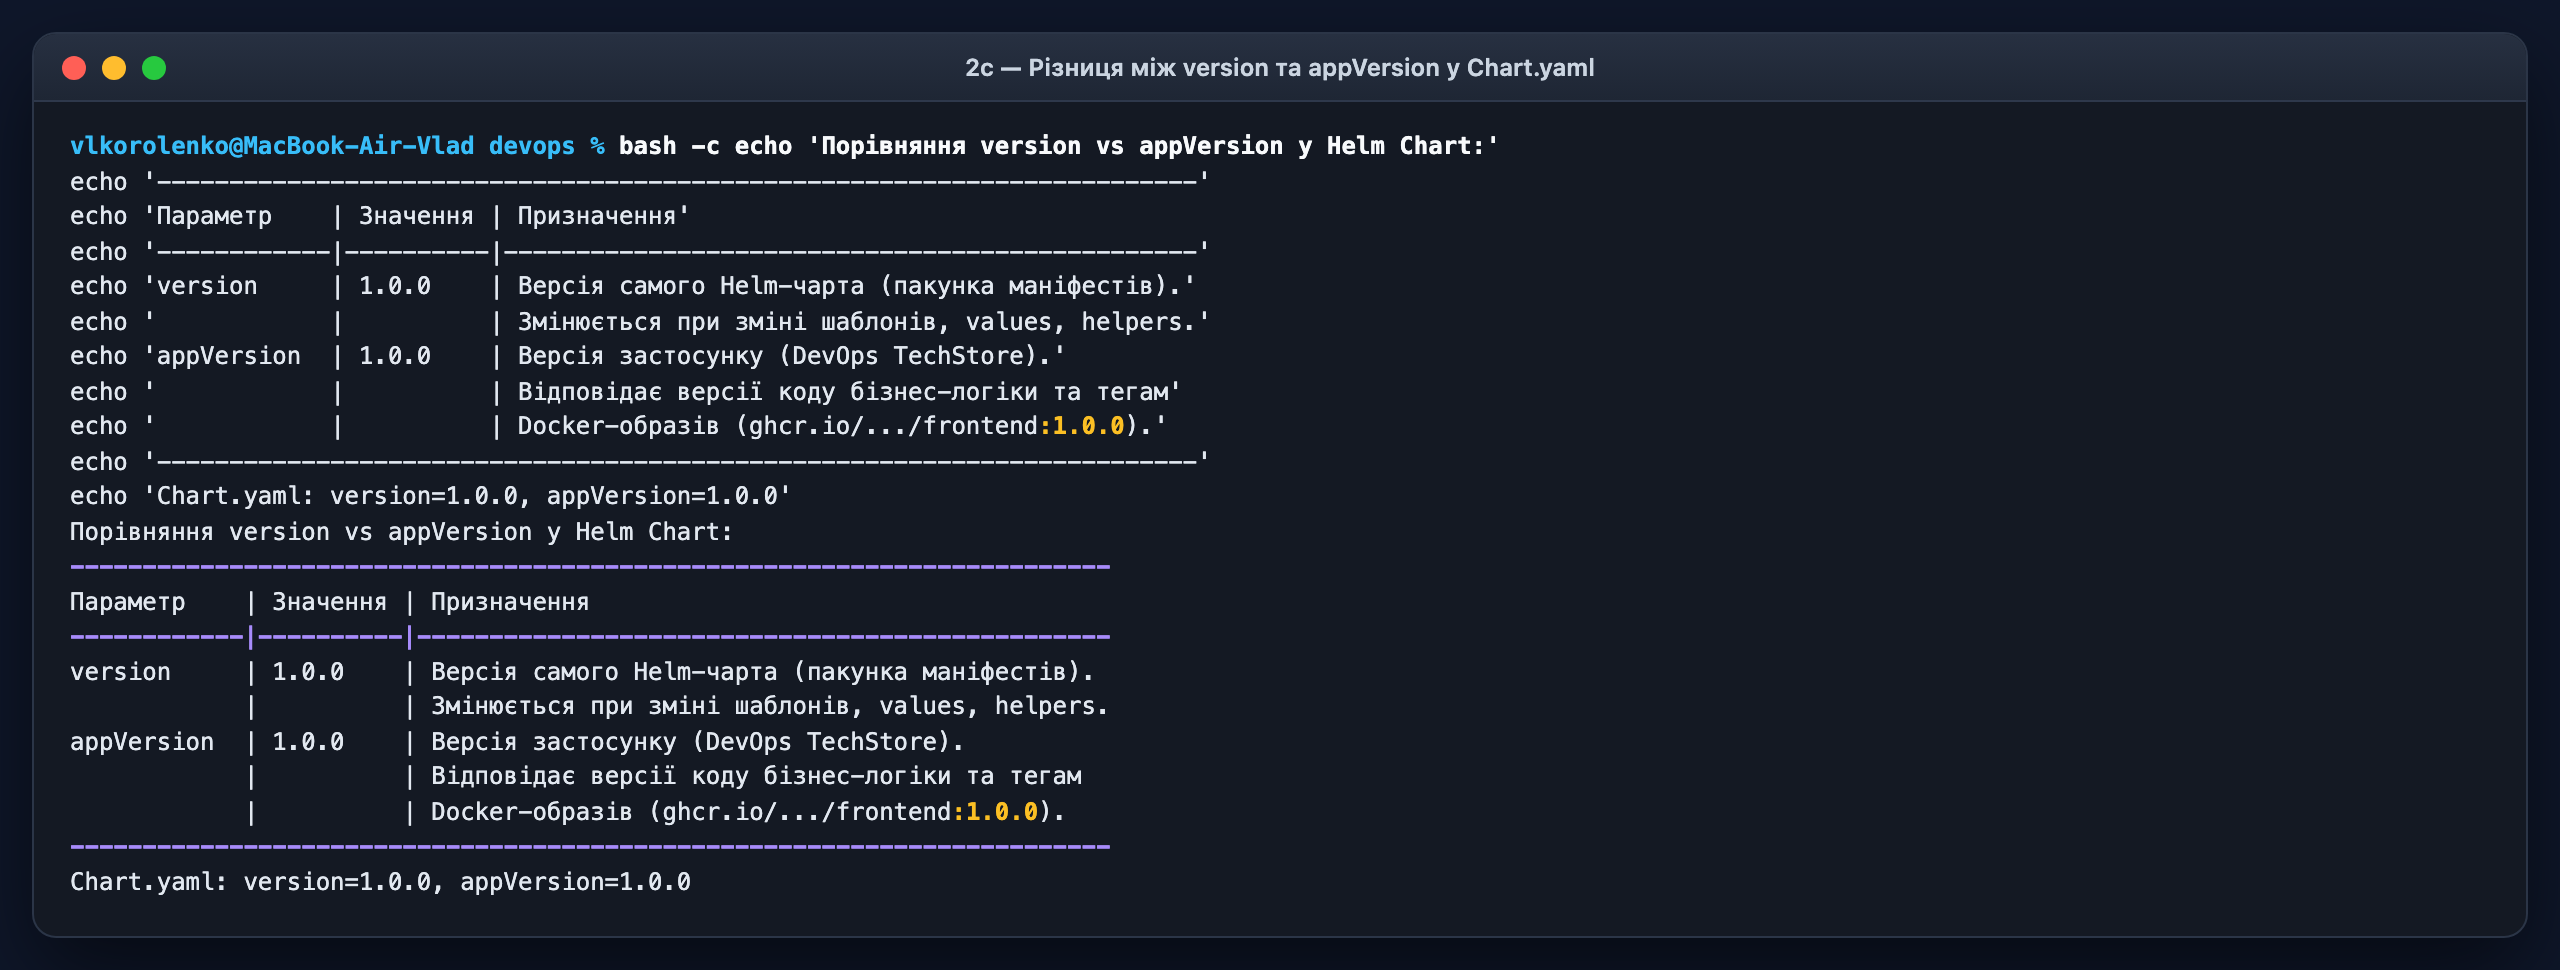 2c — Різниця між version та appVersion у Chart.yaml
vlkorolenko@MacBook-Air-Vlad devops % bash -c echo 'Порівняння version vs appVersion у Helm Chart:'
echo '------------------------------------------------------------------------'
echo 'Параметр    | Значення | Призначення'
echo '------------|----------|------------------------------------------------'
echo 'version     | 1.0.0    | Версія самого Helm-чарта (пакунка маніфестів).'
echo '            |          | Змінюється при зміні шаблонів, values, helpers.'
echo 'appVersion  | 1.0.0    | Версія застосунку (DevOps TechStore).'
echo '            |          | Відповідає версії коду бізнес-логіки та тегам'
echo '            |          | Docker-образів (ghcr.io/.../frontend:1.0.0).'
echo '------------------------------------------------------------------------'
echo 'Chart.yaml: version=1.0.0, appVersion=1.0.0'
Порівняння version vs appVersion у Helm Chart:
------------------------------------------------------------------------
Параметр    | Значення | Призначення
------------|----------|------------------------------------------------
version     | 1.0.0    | Версія самого Helm-чарта (пакунка маніфестів).
            |          | Змінюється при зміні шаблонів, values, helpers.
appVersion  | 1.0.0    | Версія застосунку (DevOps TechStore).
            |          | Відповідає версії коду бізнес-логіки та тегам
            |          | Docker-образів (ghcr.io/.../frontend:1.0.0).
------------------------------------------------------------------------
Chart.yaml: version=1.0.0, appVersion=1.0.0